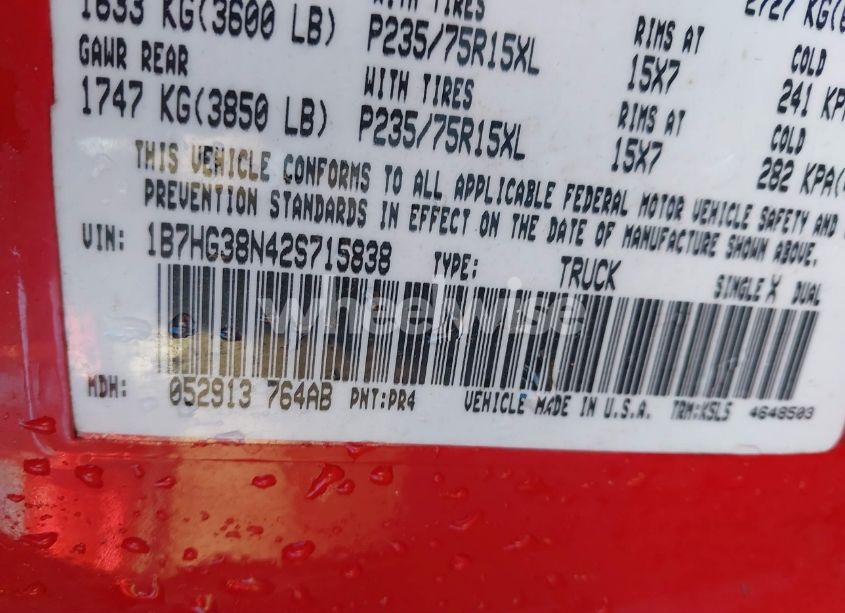 1633 KG(3600 LB) P235/75R15XL 15X7 241 KPA
WITH TIRES RIMS AT COLD
2727 KG(
GAWR REAR WITH TIRES RIMS AT COLD
1747 KG(3850 LB) P235/75R15XL 15X7 282 KPA(
THIS VEHICLE CONFORMS TO ALL APPLICABLE FEDERAL MOTOR VEHICLE SAFETY AND
PREVENTION STANDARDS IN EFFECT ON THE DATE OF MANUFACTURE SHOWN ABOVE.
VIN: 1B7HG38N42S715838 TYPE: TRUCK SINGLE X DUAL
wheelwise
MDH: 052913 764AB PNT:PR4 VEHICLE MADE IN U.S.A. TRM:KSL5 4648503